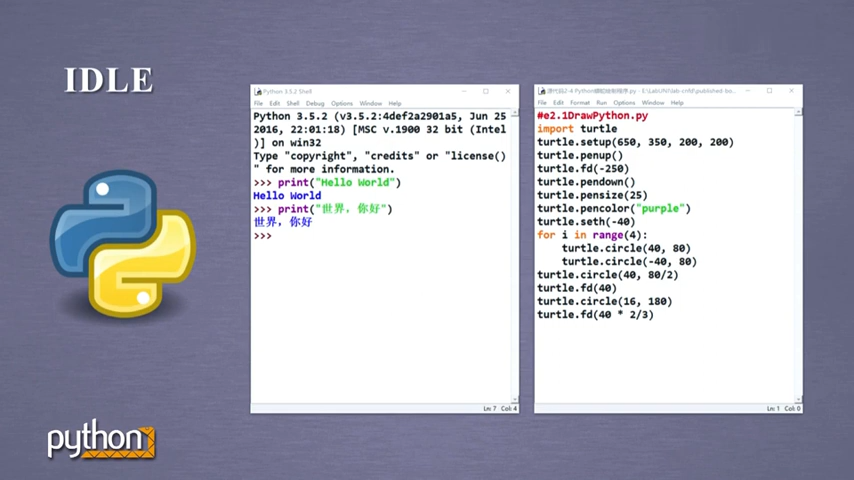 IDLE
Python 3.5.2 Shell
File Edit Shell Debug Options Window Help
Python 3.5.2 (v3.5.2:4def2a2901a5, Jun 25
2016, 22:01:18) [MSC v.1900 32 bit (Intel
)] on win32
Type "copyright", "credits" or "license()
" for more information.
>>> print("Hello World")
Hello World
>>> print("世界，你好")
世界，你好
>>>
Ln: 7 Col: 4
File Edit Format Run Options Window Help
#e2.1DrawPython.py
import turtle
turtle.setup(650, 350, 200, 200)
turtle.penup()
turtle.fd(-250)
turtle.pendown()
turtle.pensize(25)
turtle.pencolor("purple")
turtle.seth(-40)
for i in range(4):
    turtle.circle(40, 80)
    turtle.circle(-40, 80)
turtle.circle(40, 80/2)
turtle.fd(40)
turtle.circle(16, 180)
turtle.fd(40 * 2/3)
Ln: 1 Col: 0
python